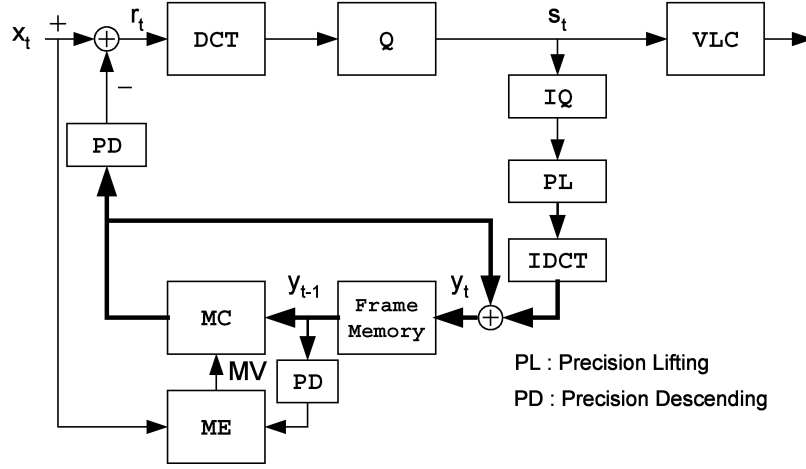 x_t
+
r_t
DCT
Q
s_t
VLC
+
−
IQ
PD
PL
IDCT
y_{t-1}
y_t
MC
Frame
Memory
+
PL : Precision Lifting
MV
PD
PD : Precision Descending
ME